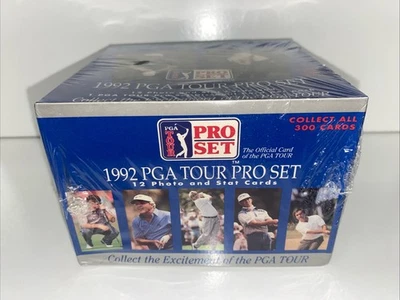 1992 PGA TOUR PRO SET
COLLECT ALL
300 CARDS
PGA
TOUR
PRO
SET
The Official Card
of the PGA TOUR
1992 PGA TOUR PRO SET
12 Photo and Stat Cards
Collect the Excitement of the PGA TOUR